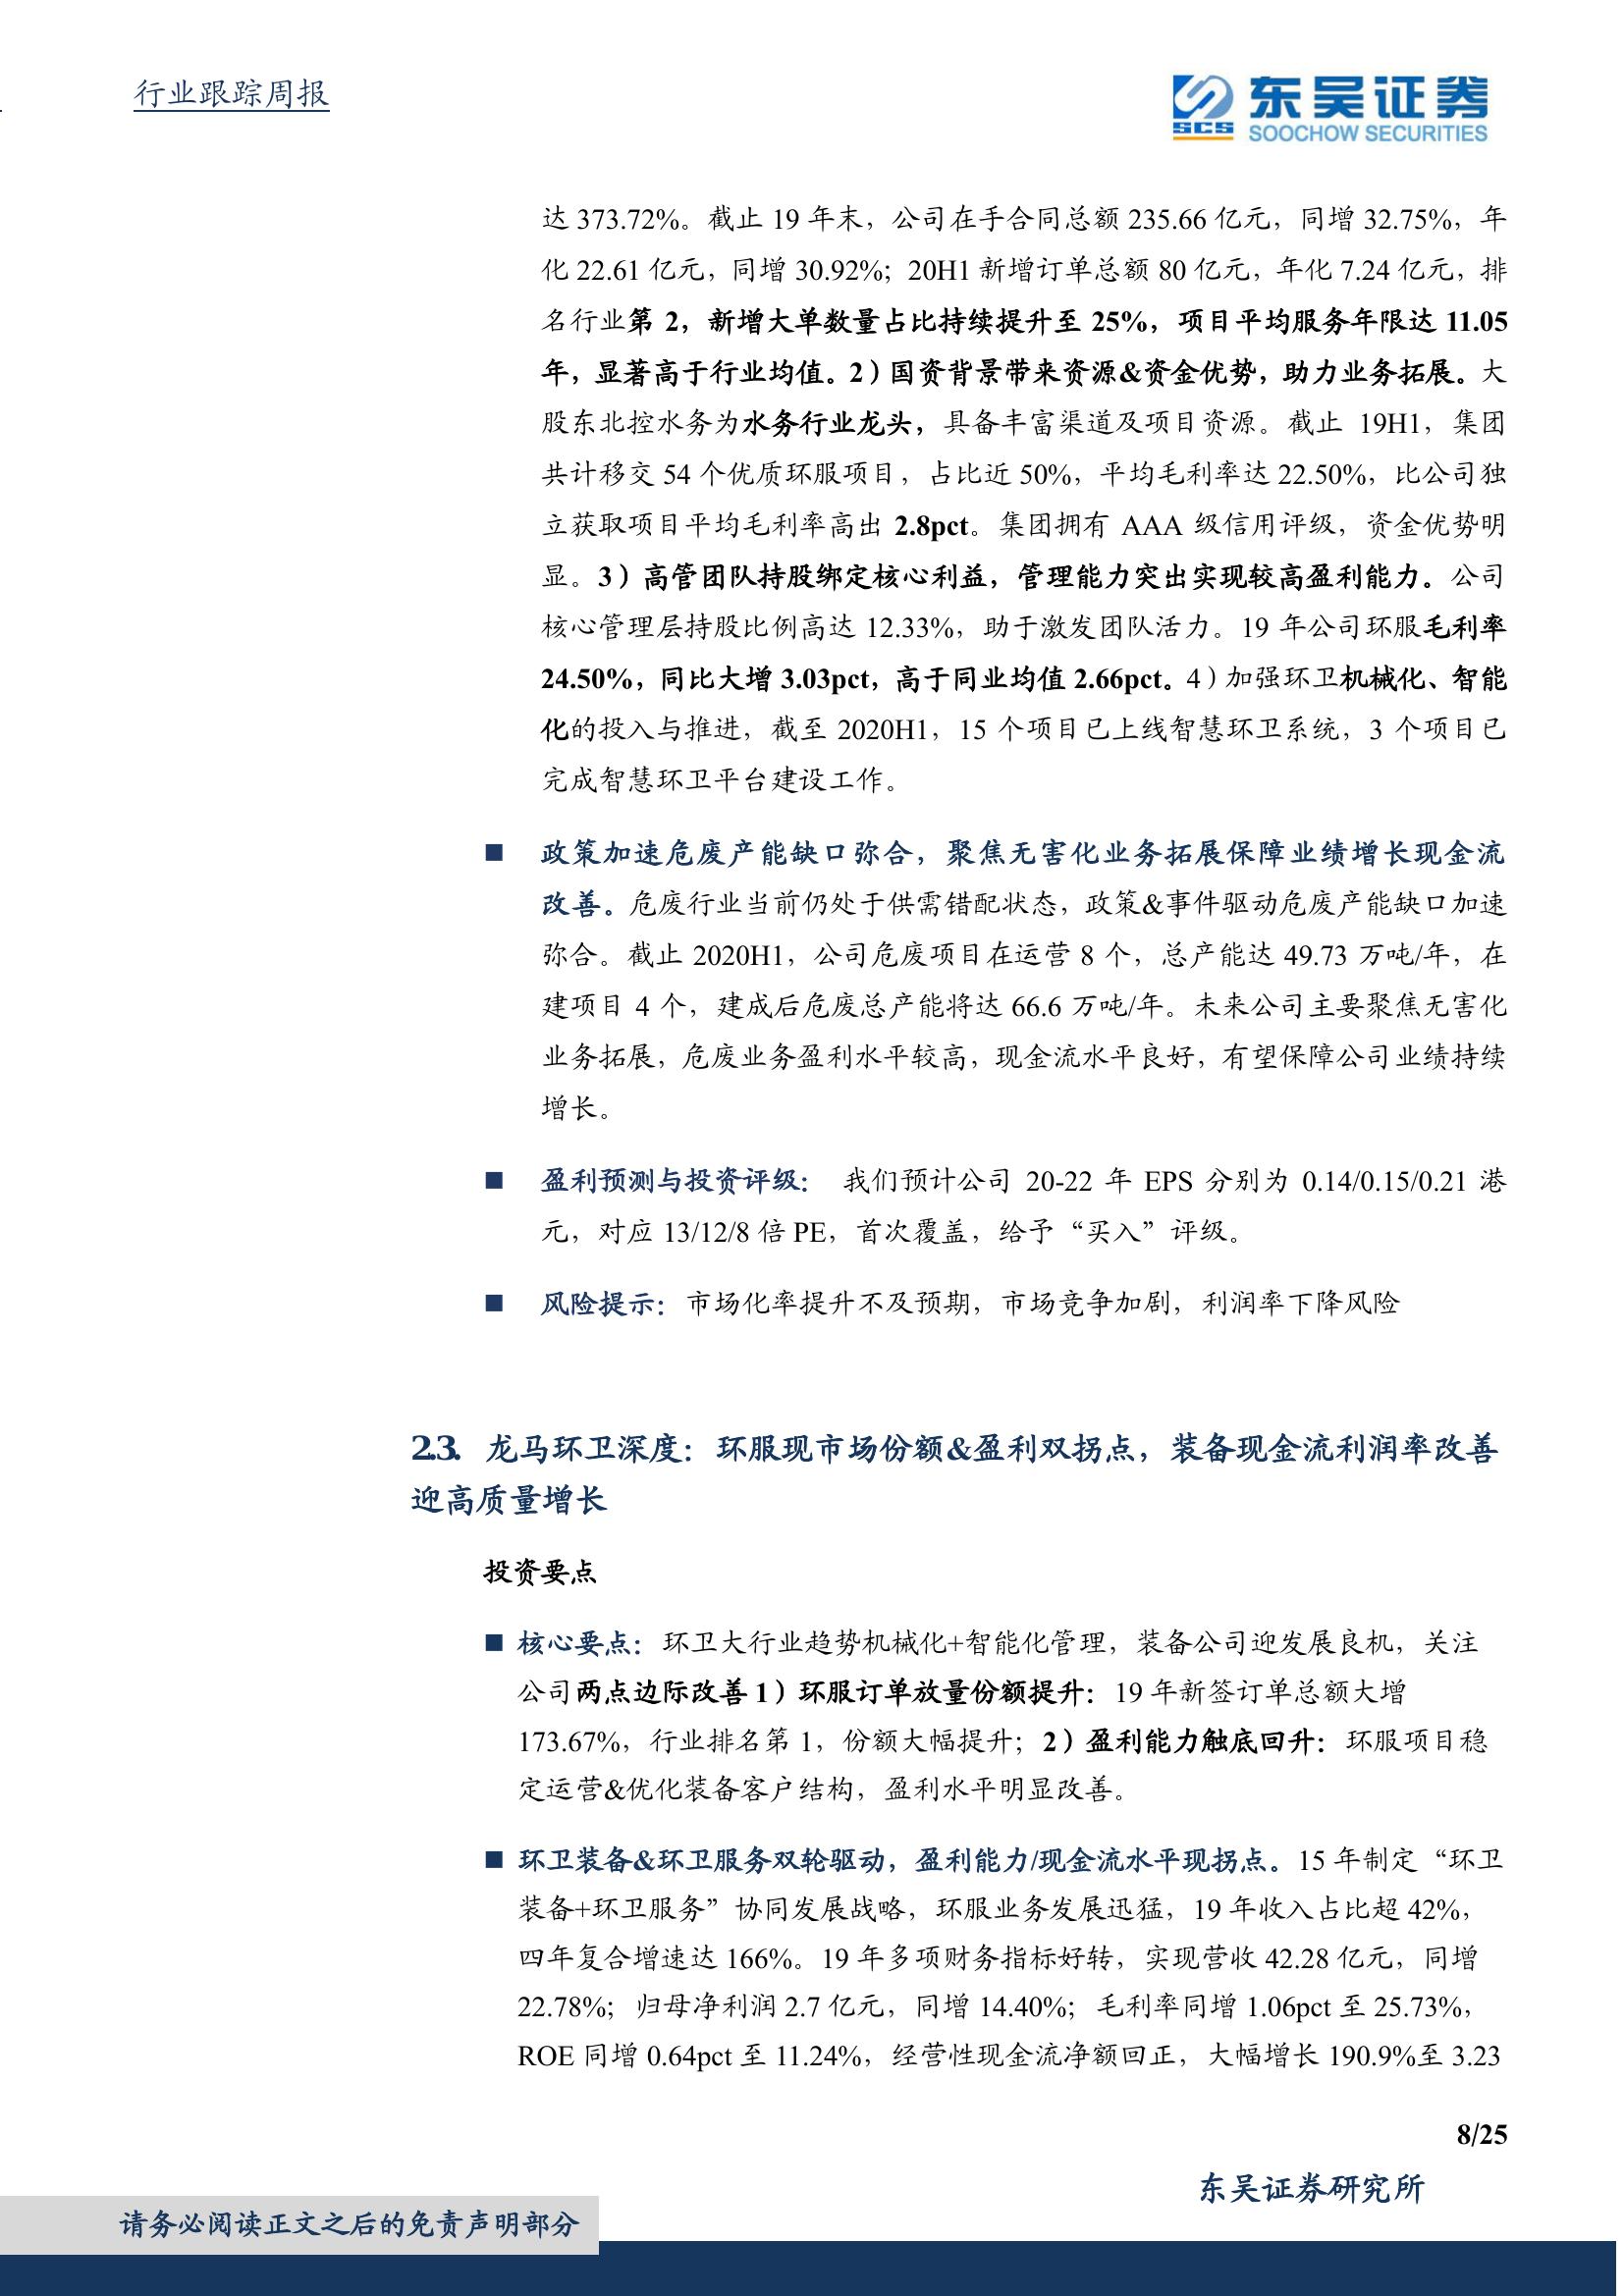 行业跟踪周报
SCS
东吴证券
SOOCHOW SECURITIES
达 373.72%。截止 19 年末，公司在手合同总额 235.66 亿元，同增 32.75%，年
化 22.61 亿元，同增 30.92%；20H1 新增订单总额 80 亿元，年化 7.24 亿元，排
名行业第 2，新增大单数量占比持续提升至 25%，项目平均服务年限达 11.05
年，显著高于行业均值。2）国资背景带来资源&资金优势，助力业务拓展。大
股东北控水务为水务行业龙头，具备丰富渠道及项目资源。截止 19H1，集团
共计移交 54 个优质环服项目，占比近 50%，平均毛利率达 22.50%，比公司独
立获取项目平均毛利率高出 2.8pct。集团拥有 AAA 级信用评级，资金优势明
显。3）高管团队持股绑定核心利益，管理能力突出实现较高盈利能力。公司
核心管理层持股比例高达 12.33%，助于激发团队活力。19 年公司环服毛利率
24.50%，同比大增 3.03pct，高于同业均值 2.66pct。4）加强环卫机械化、智能
化的投入与推进，截至 2020H1，15 个项目已上线智慧环卫系统，3 个项目已
完成智慧环卫平台建设工作。
■ 政策加速危废产能缺口弥合，聚焦无害化业务拓展保障业绩增长现金流
改善。危废行业当前仍处于供需错配状态，政策&事件驱动危废产能缺口加速
弥合。截止 2020H1，公司危废项目在运营 8 个，总产能达 49.73 万吨/年，在
建项目 4 个，建成后危废总产能将达 66.6 万吨/年。未来公司主要聚焦无害化
业务拓展，危废业务盈利水平较高，现金流水平良好，有望保障公司业绩持续
增长。
■ 盈利预测与投资评级： 我们预计公司 20-22 年 EPS 分别为 0.14/0.15/0.21 港
元，对应 13/12/8 倍 PE，首次覆盖，给予“买入”评级。
■ 风险提示：市场化率提升不及预期，市场竞争加剧，利润率下降风险
2.3. 龙马环卫深度：环服现市场份额&盈利双拐点，装备现金流利润率改善
迎高质量增长
投资要点
■ 核心要点：环卫大行业趋势机械化+智能化管理，装备公司迎发展良机，关注
公司两点边际改善 1）环服订单放量份额提升：19 年新签订单总额大增
173.67%，行业排名第 1，份额大幅提升；2）盈利能力触底回升：环服项目稳
定运营&优化装备客户结构，盈利水平明显改善。
■ 环卫装备&环卫服务双轮驱动，盈利能力/现金流水平现拐点。15 年制定“环卫
装备+环卫服务”协同发展战略，环服业务发展迅猛，19 年收入占比超 42%，
四年复合增速达 166%。19 年多项财务指标好转，实现营收 42.28 亿元，同增
22.78%；归母净利润 2.7 亿元，同增 14.40%；毛利率同增 1.06pct 至 25.73%，
ROE 同增 0.64pct 至 11.24%，经营性现金流净额回正，大幅增长 190.9%至 3.23
8/25
东吴证券研究所
请务必阅读正文之后的免责声明部分